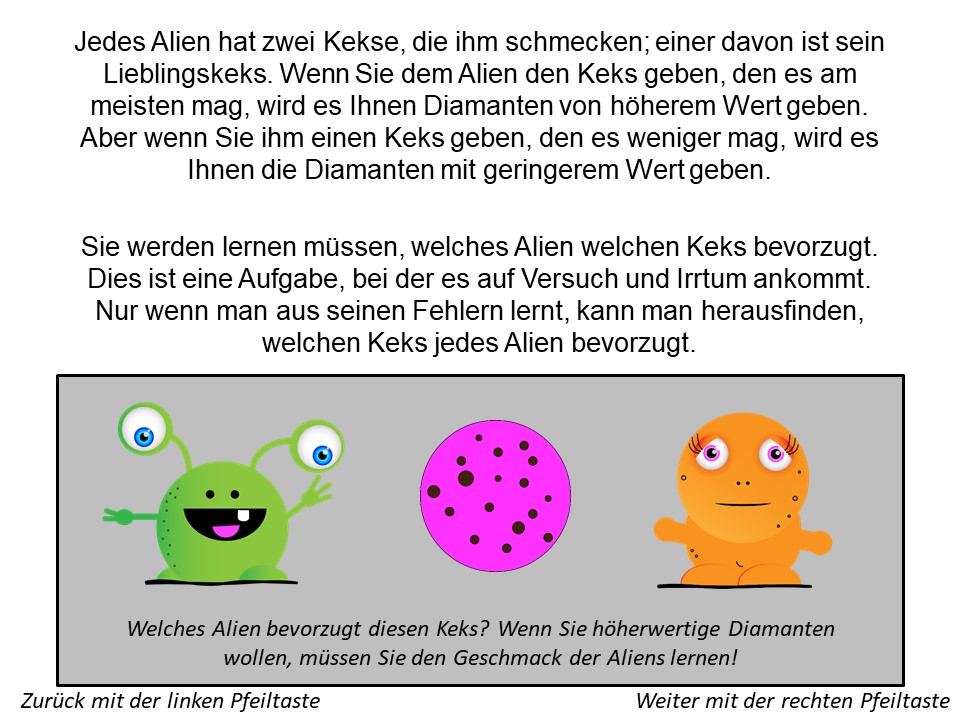 Jedes Alien hat zwei Kekse, die ihm schmecken; einer davon ist sein
Lieblingskeks. Wenn Sie dem Alien den Keks geben, den es am
meisten mag, wird es Ihnen Diamanten von höherem Wert geben.
Aber wenn Sie ihm einen Keks geben, den es weniger mag, wird es
Ihnen die Diamanten mit geringerem Wert geben.
Sie werden lernen müssen, welches Alien welchen Keks bevorzugt.
Dies ist eine Aufgabe, bei der es auf Versuch und Irrtum ankommt.
Nur wenn man aus seinen Fehlern lernt, kann man herausfinden,
welchen Keks jedes Alien bevorzugt.
Welches Alien bevorzugt diesen Keks? Wenn Sie höherwertige Diamanten
wollen, müssen Sie den Geschmack der Aliens lernen!
Zurück mit der linken Pfeiltaste
Weiter mit der rechten Pfeiltaste